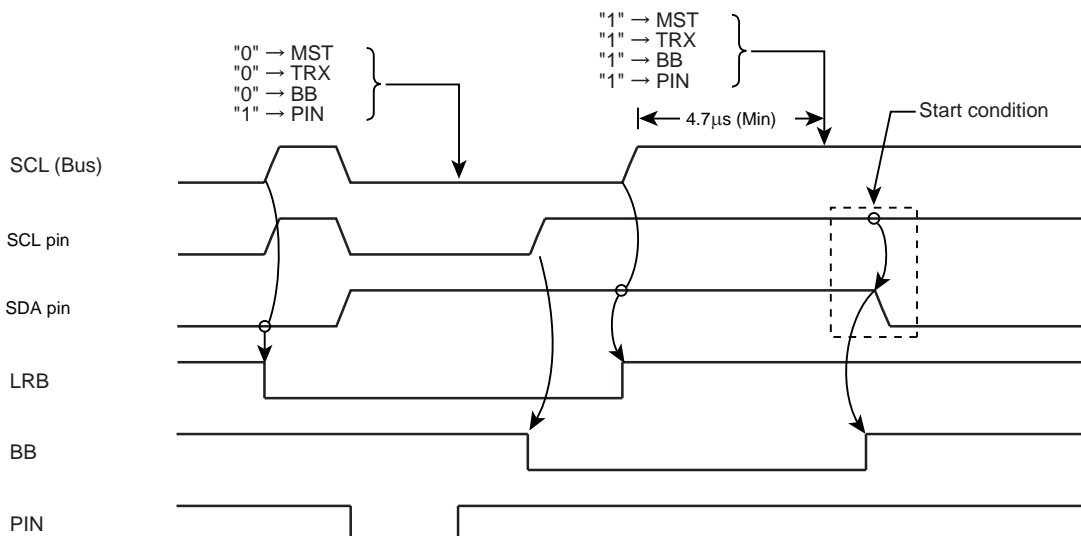 "0" → MST
"0" → TRX
"0" → BB
"1" → PIN
"1" → MST
"1" → TRX
"1" → BB
"1" → PIN
4.7μs (Min)
Start condition
SCL (Bus)
SCL pin
SDA pin
LRB
BB
PIN